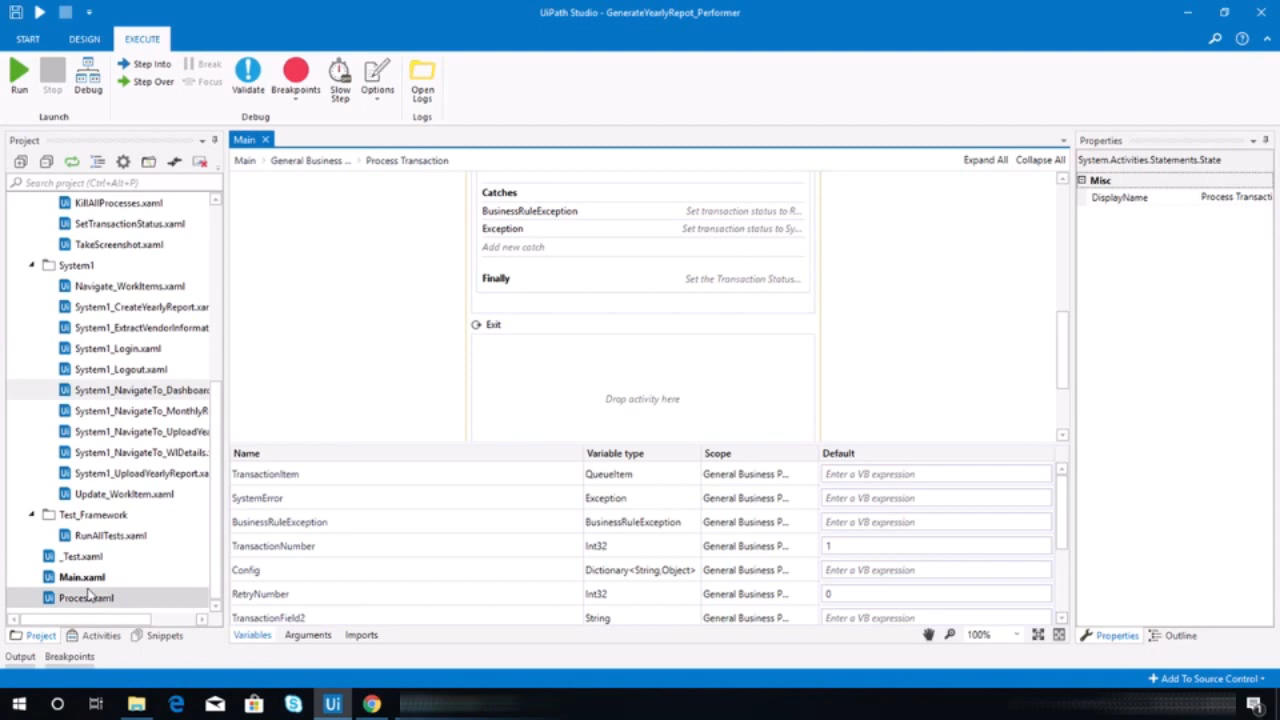 UiPath Studio - GenerateYearlyRepot_Performer
START DESIGN EXECUTE
Run Stop Debug Step Into Break Step Over Focus Validate Breakpoints Slow Step Options Open Logs
Launch Debug Logs
Project
Search project (Ctrl+Alt+P)
KillAllProcesses.xaml
SetTransactionStatus.xaml
TakeScreenshot.xaml
System1
Navigate_WorkItems.xaml
System1_CreateYearlyReport.xar
System1_ExtractVendorInformat
System1_Login.xaml
System1_Logout.xaml
System1_NavigateTo_Dashboard
System1_NavigateTo_MonthlyR
System1_NavigateTo_UploadYea
System1_NavigateTo_WIDetails.
System1_UploadYearlyReport.xa
Update_WorkItem.xaml
Test_Framework
RunAllTests.xaml
_Test.xaml
Main.xaml
Process.xaml
Project Activities Snippets
Output Breakpoints
Main
Main > General Business ... > Process Transaction Expand All Collapse All
Catches
BusinessRuleException Set transaction status to R...
Exception Set transaction status to Sy...
Add new catch
Finally Set the Transaction Status...
Exit
Drop activity here
Name Variable type Scope Default
TransactionItem QueueItem General Business P... Enter a VB expression
SystemError Exception General Business P... Enter a VB expression
BusinessRuleException BusinessRuleException General Business P... Enter a VB expression
TransactionNumber Int32 General Business P... 1
Config Dictionary<String,Object> General Business P... Enter a VB expression
RetryNumber Int32 General Business P... 0
TransactionField2 String General Business P... Enter a VB expression
Variables Arguments Imports 100%
Properties
System.Activities.Statements.State
Misc
DisplayName Process Transacti
Properties Outline
Add To Source Control
Ui
1